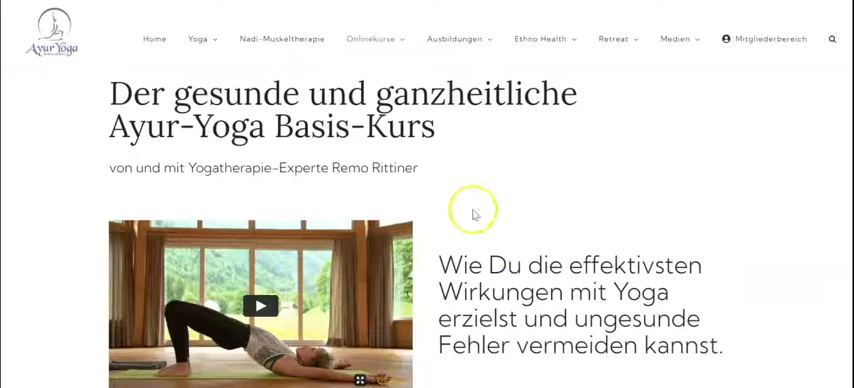 Ayur Yoga
Home Yoga Nadi-Muskeltherapie Onlinekurse Ausbildungen Ethno Health Retreat Medien Mitgliederbereich
Der gesunde und ganzheitliche
Ayur-Yoga Basis-Kurs
von und mit Yogatherapie-Experte Remo Rittiner
Wie Du die effektivsten
Wirkungen mit Yoga
erzielst und ungesunde
Fehler vermeiden kannst.